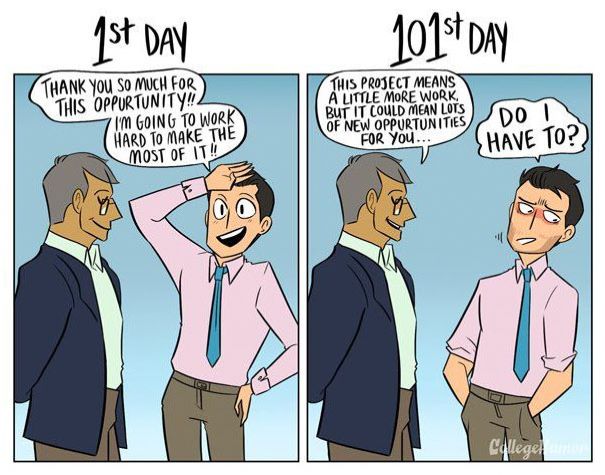 1st DAY
THANK YOU SO MUCH FOR
THIS OPPURTUNITY!!
I'M GOING TO WORK
HARD TO MAKE THE
MOST OF IT!!
101st DAY
THIS PROJECT MEANS
A LITTLE MORE WORK,
BUT IT COULD MEAN LOTS
OF NEW OPPURTUNITIES
FOR YOU...
DO I
HAVE TO?
CollegeHumor